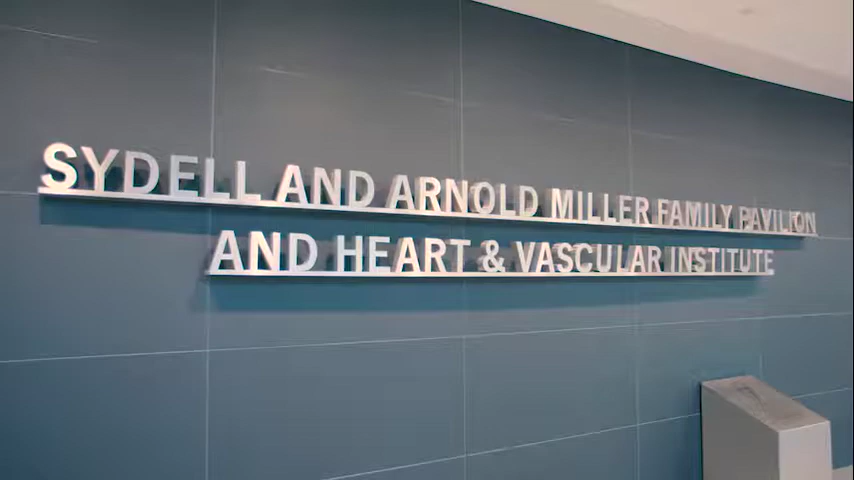 SYDELL AND ARNOLD MILLER FAMILY PAVILION
AND HEART & VASCULAR INSTITUTE